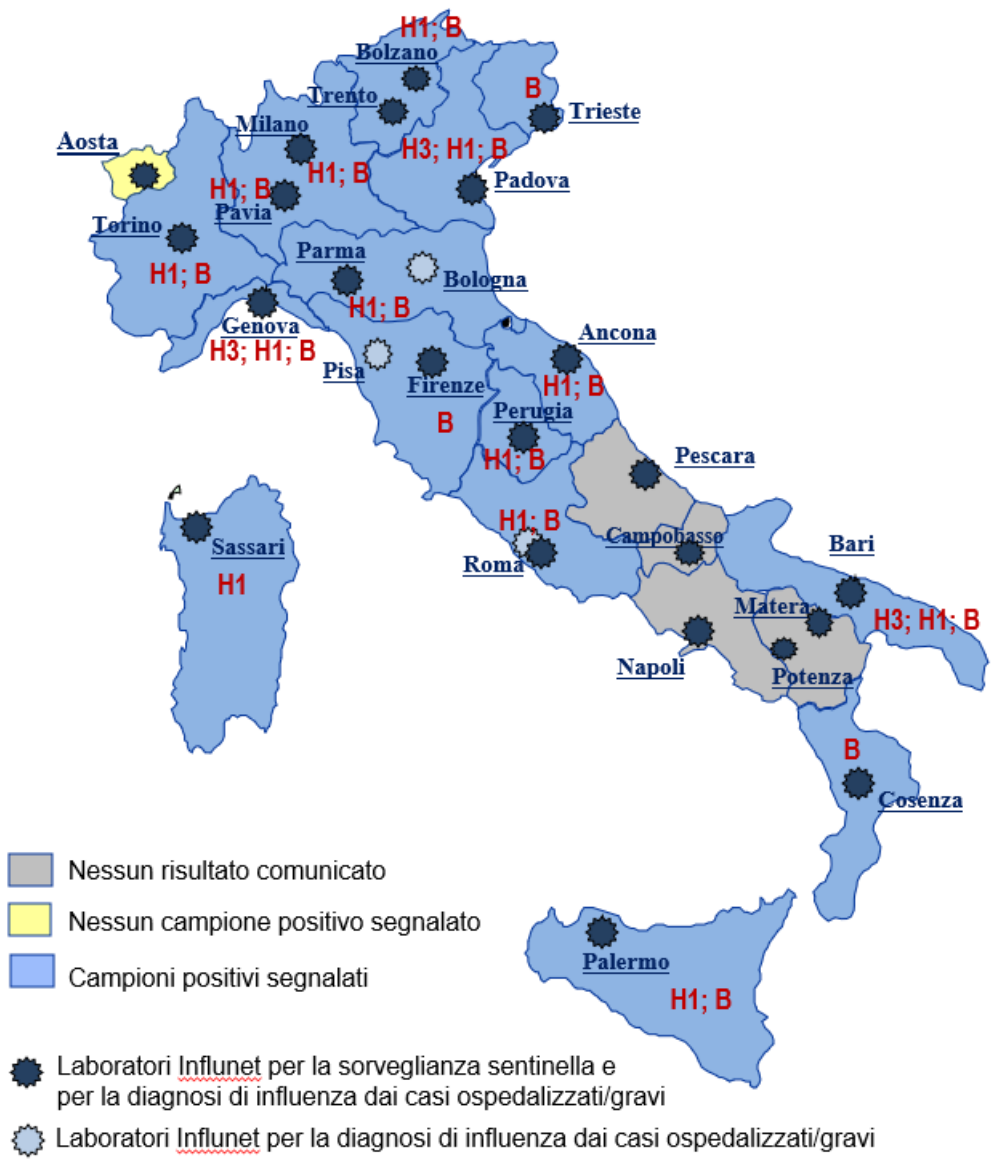 H1; B
Bolzano
Trento
B
Trieste
Milano
Aosta
H3; H1; B
H1; B
Padova
H1; B
Pavia
Torino
H1; B
Parma
Bologna
H1; B
Genova
H3; H1; B
Ancona
Pisa
Firenze
H1; B
B
Perugia
H1; B
Pescara
H1; B
Roma
Campobasso
Sassari
H1
Bari
Matera
H3; H1; B
Napoli
Potenza
B
Cosenza
Nessun risultato comunicato
Nessun campione positivo segnalato
Campioni positivi segnalati
Palermo
H1; B
Laboratori Influnet per la sorveglianza sentinella e
per la diagnosi di influenza dai casi ospedalizzati/gravi
Laboratori Influnet per la diagnosi di influenza dai casi ospedalizzati/gravi